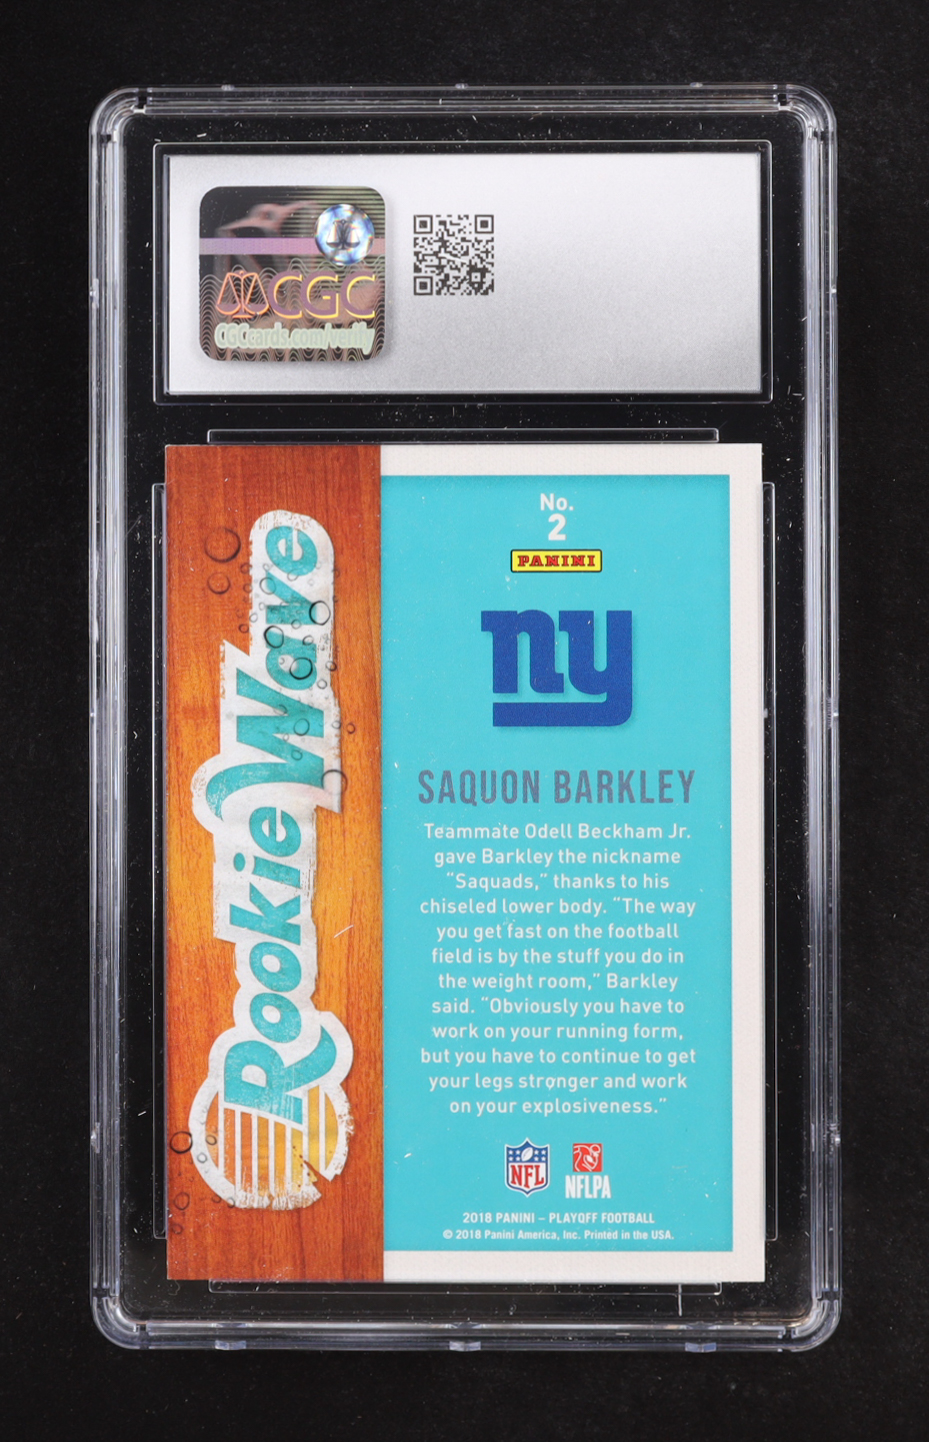 CGC
CGCcards.com/verify
Rookie Wave
No.
2
PANINI
ny
SAQUON BARKLEY
Teammate Odell Beckham Jr.
gave Barkley the nickname
“Saquads,” thanks to his
chiseled lower body. “The way
you get fast on the football
field is by the stuff you do in
the weight room,” Barkley
said. “Obviously you have to
work on your running form,
but you have to continue to get
your legs stronger and work
on your explosiveness.”
NFL
NFLPA
2018 PANINI – PLAYOFF FOOTBALL
© 2018 Panini America, Inc. Printed in the USA.